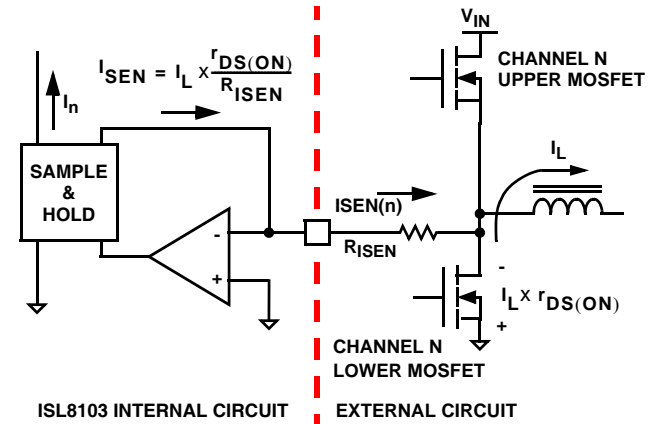 V_IN
CHANNEL N
UPPER MOSFET
I_SEN = I_L x r_DS(ON) / R_ISEN
I_n
SAMPLE
&
HOLD
I_L
ISEN(n)
R_ISEN
-
+
-
I_L x r_DS(ON)
+
CHANNEL N
LOWER MOSFET
ISL8103 INTERNAL CIRCUIT
EXTERNAL CIRCUIT